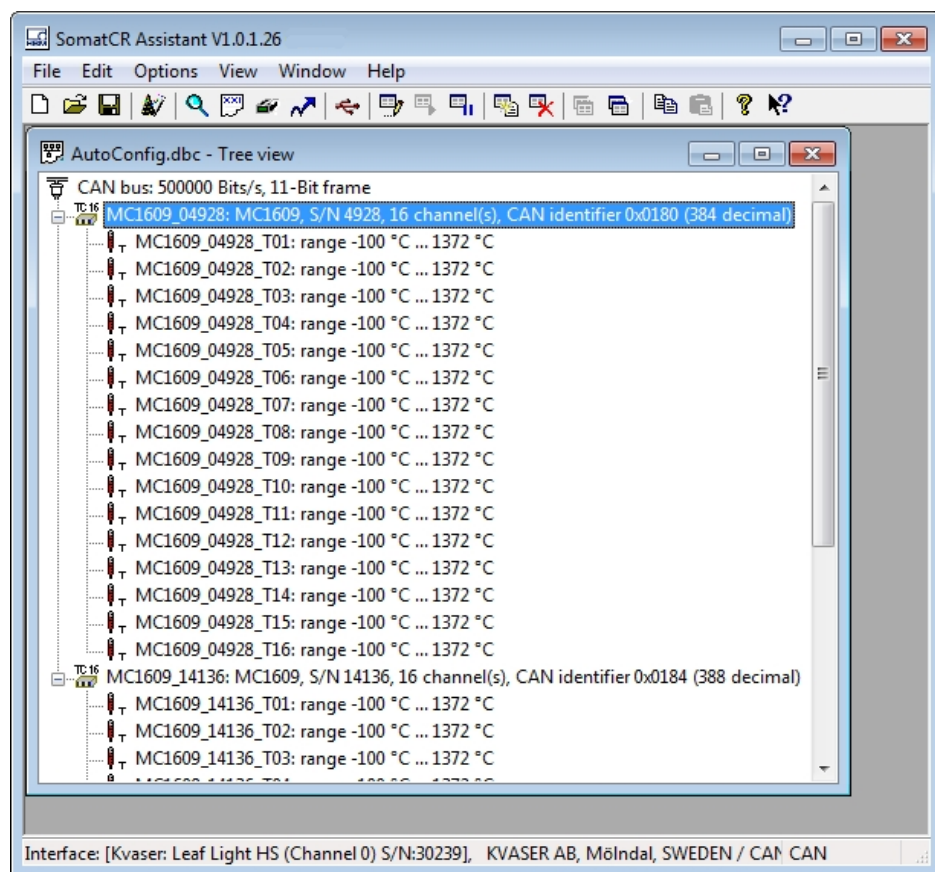 SomatCR Assistant V1.0.1.26
File Edit Options View Window Help
AutoConfig.dbc - Tree view
CAN bus: 500000 Bits/s, 11-Bit frame
TC 16 MC1609_04928: MC1609, S/N 4928, 16 channel(s), CAN identifier 0x0180 (384 decimal)
T MC1609_04928_T01: range -100 °C ... 1372 °C
T MC1609_04928_T02: range -100 °C ... 1372 °C
T MC1609_04928_T03: range -100 °C ... 1372 °C
T MC1609_04928_T04: range -100 °C ... 1372 °C
T MC1609_04928_T05: range -100 °C ... 1372 °C
T MC1609_04928_T06: range -100 °C ... 1372 °C
T MC1609_04928_T07: range -100 °C ... 1372 °C
T MC1609_04928_T08: range -100 °C ... 1372 °C
T MC1609_04928_T09: range -100 °C ... 1372 °C
T MC1609_04928_T10: range -100 °C ... 1372 °C
T MC1609_04928_T11: range -100 °C ... 1372 °C
T MC1609_04928_T12: range -100 °C ... 1372 °C
T MC1609_04928_T13: range -100 °C ... 1372 °C
T MC1609_04928_T14: range -100 °C ... 1372 °C
T MC1609_04928_T15: range -100 °C ... 1372 °C
T MC1609_04928_T16: range -100 °C ... 1372 °C
TC 16 MC1609_14136: MC1609, S/N 14136, 16 channel(s), CAN identifier 0x0184 (388 decimal)
T MC1609_14136_T01: range -100 °C ... 1372 °C
T MC1609_14136_T02: range -100 °C ... 1372 °C
T MC1609_14136_T03: range -100 °C ... 1372 °C
Interface: [Kvaser: Leaf Light HS (Channel 0) S/N:30239], KVASER AB, Mölndal, SWEDEN / CAN CAN